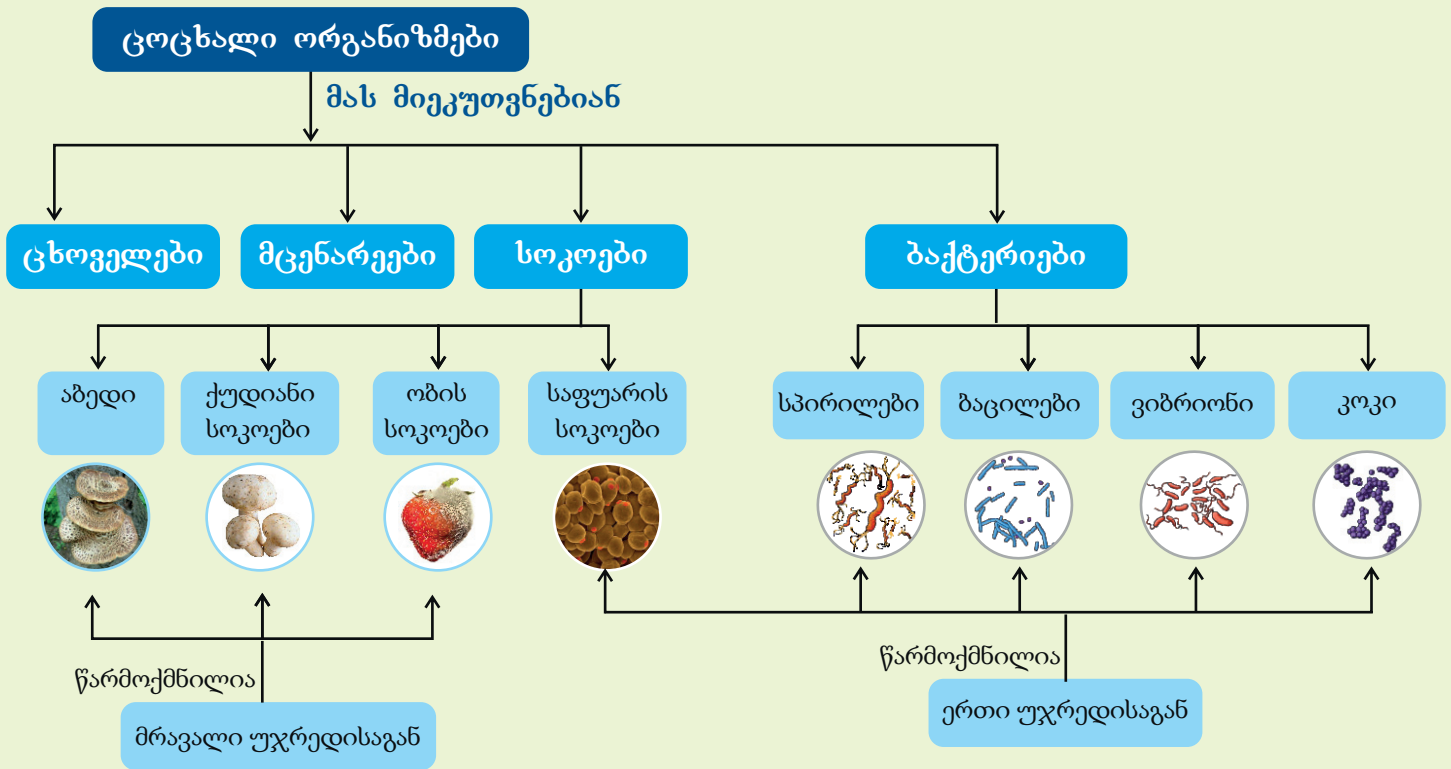 ცოცხალი ორგანიზმები
მას მიეკუთვნებიან
ცხოველები
მცენარეები
სოკოები
ბაქტერიები
აბედი
ქუდიანი
სოკოები
ობის
სოკოები
საფუარის
სოკოები
სპირილები
ბაცილები
ვიბრიონი
კოკი
წარმოქმნილია
მრავალი უჯრედისაგან
წარმოქმნილია
ერთი უჯრედისაგან